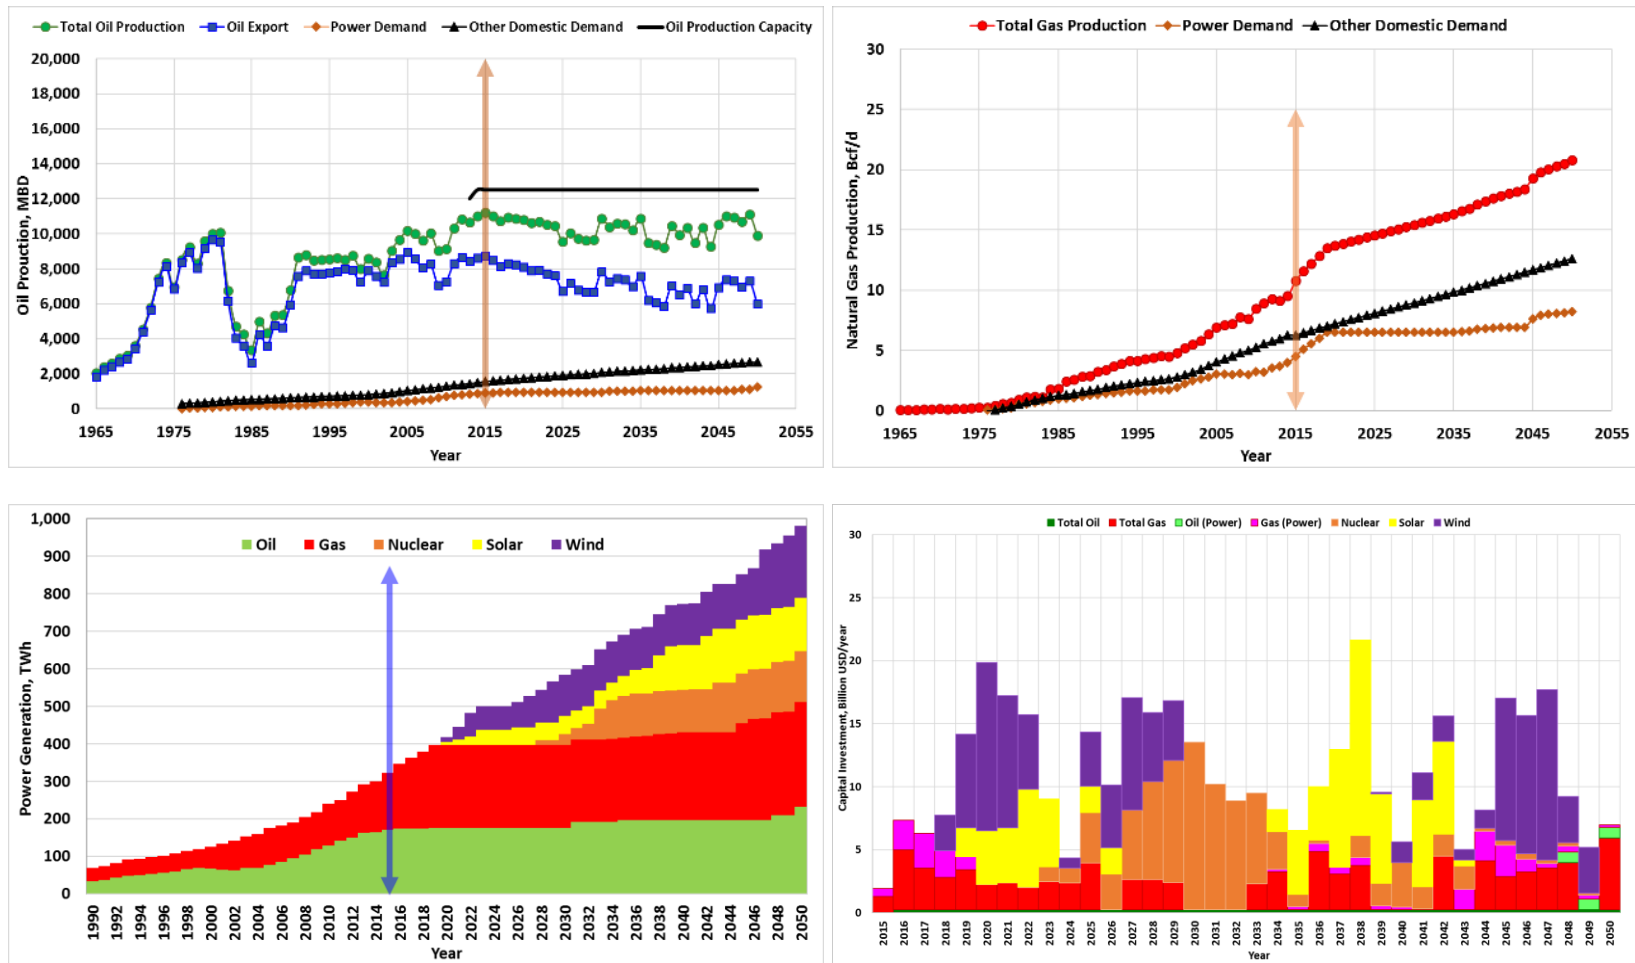 Total Oil Production Oil Export Power Demand Other Domestic Demand Oil Production Capacity
20,000
18,000
16,000
14,000
12,000
10,000
8,000
6,000
4,000
2,000
0
Oil Prouction, MBD
1965 1975 1985 1995 2005 2015 2025 2035 2045 2055
Year
Total Gas Production Power Demand Other Domestic Demand
30
25
20
15
10
5
0
Natural Gas Production, Bcf/d
1965 1975 1985 1995 2005 2015 2025 2035 2045 2055
Year
1,000
900
800
700
600
500
400
300
200
100
0
Oil Gas Nuclear Solar Wind
Power Generation, TWh
1990 1992 1994 1996 1998 2000 2002 2004 2006 2008 2010 2012 2014 2016 2018 2020 2022 2024 2026 2028 2030 2032 2034 2036 2038 2040 2042 2044 2046 2048 2050
Year
Total Oil Total Gas Oil (Power) Gas (Power) Nuclear Solar Wind
30
25
20
15
10
5
0
Capital Investment, Billion USD/year
2015 2016 2017 2018 2019 2020 2021 2022 2023 2024 2025 2026 2027 2028 2029 2030 2031 2032 2033 2034 2035 2036 2037 2038 2039 2040 2041 2042 2043 2044 2045 2046 2047 2048 2049 2050
Year